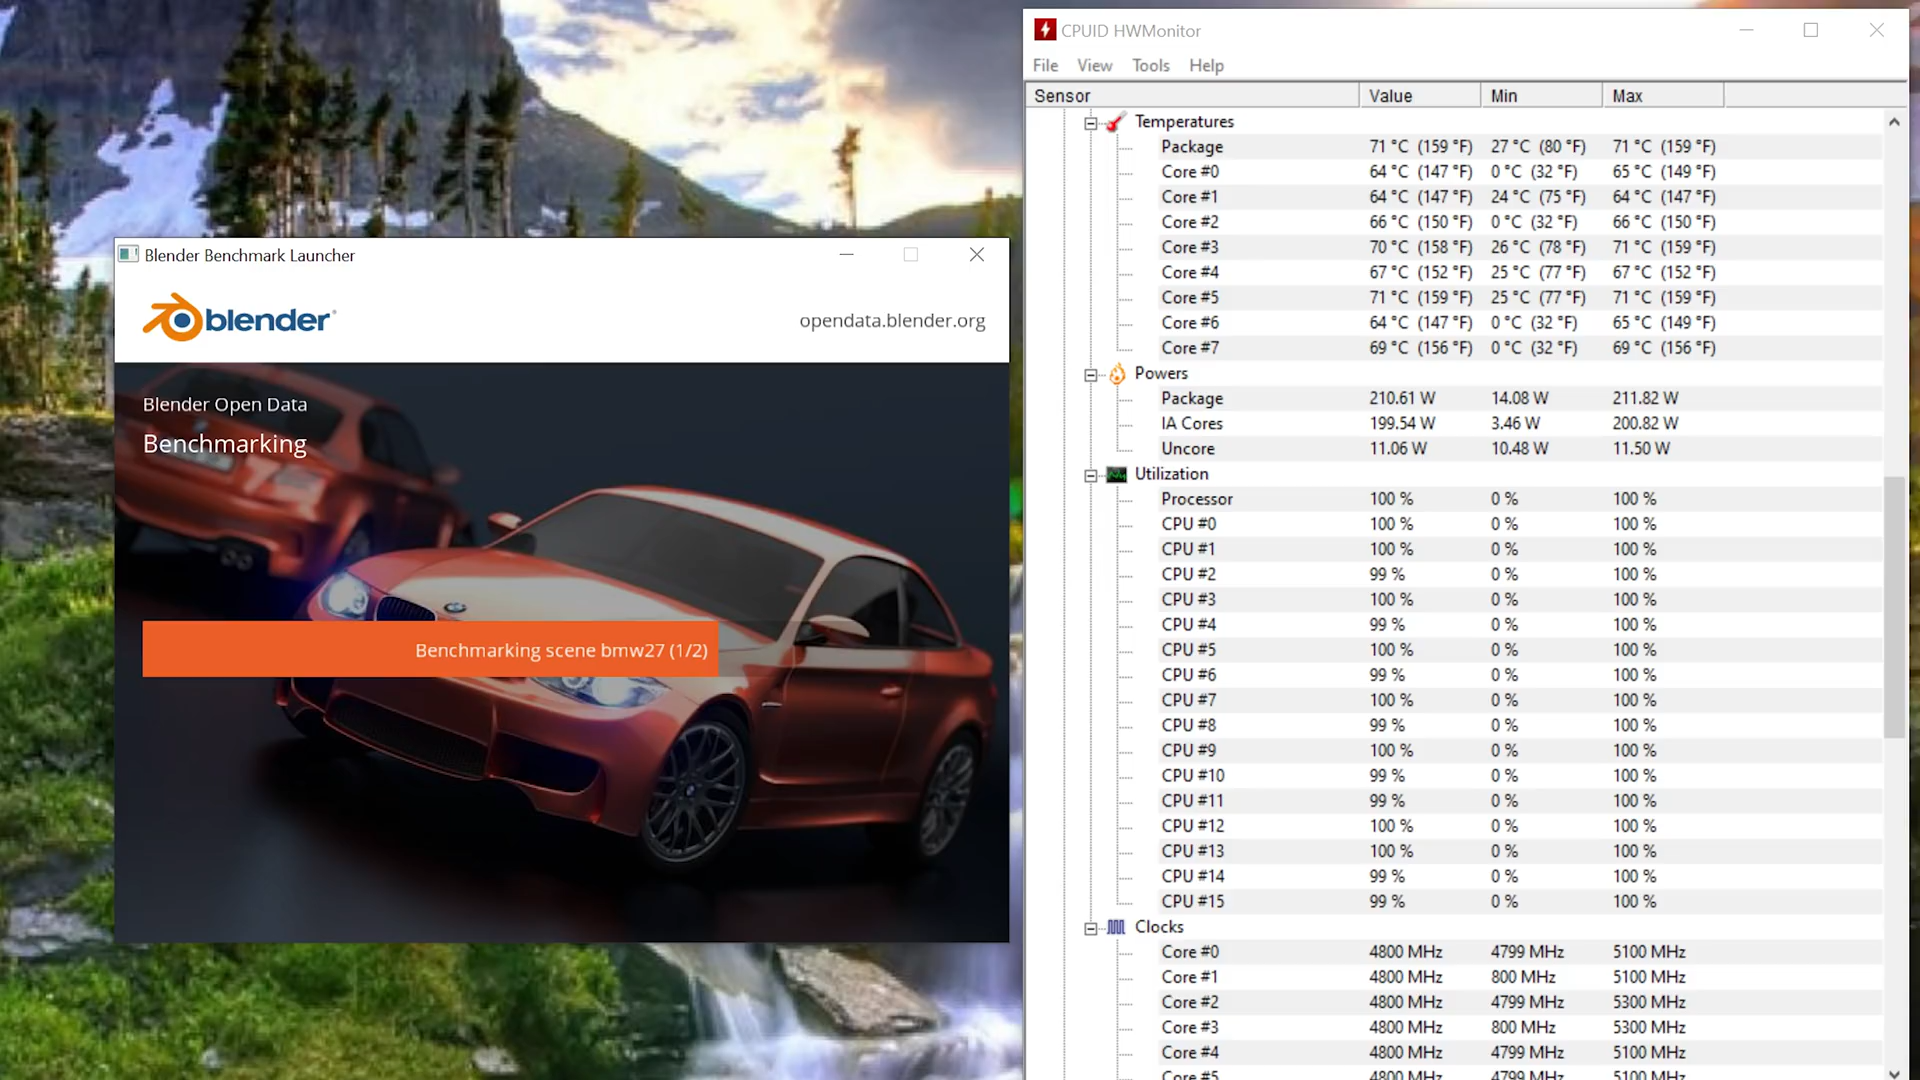 Blender Benchmark Launcher
blender
opendata.blender.org
Blender Open Data
Benchmarking
Benchmarking scene bmw27 (1/2)
CPUID HWMonitor
File View Tools Help
Sensor Value Min Max
Temperatures
Package 71 °C (159 °F) 27 °C (80 °F) 71 °C (159 °F)
Core #0 64 °C (147 °F) 0 °C (32 °F) 65 °C (149 °F)
Core #1 64 °C (147 °F) 24 °C (75 °F) 64 °C (147 °F)
Core #2 66 °C (150 °F) 0 °C (32 °F) 66 °C (150 °F)
Core #3 70 °C (158 °F) 26 °C (78 °F) 71 °C (159 °F)
Core #4 67 °C (152 °F) 25 °C (77 °F) 67 °C (152 °F)
Core #5 71 °C (159 °F) 25 °C (77 °F) 71 °C (159 °F)
Core #6 64 °C (147 °F) 0 °C (32 °F) 65 °C (149 °F)
Core #7 69 °C (156 °F) 0 °C (32 °F) 69 °C (156 °F)
Powers
Package 210.61 W 14.08 W 211.82 W
IA Cores 199.54 W 3.46 W 200.82 W
Uncore 11.06 W 10.48 W 11.50 W
Utilization
Processor 100 % 0 % 100 %
CPU #0 100 % 0 % 100 %
CPU #1 100 % 0 % 100 %
CPU #2 99 % 0 % 100 %
CPU #3 100 % 0 % 100 %
CPU #4 99 % 0 % 100 %
CPU #5 100 % 0 % 100 %
CPU #6 99 % 0 % 100 %
CPU #7 100 % 0 % 100 %
CPU #8 99 % 0 % 100 %
CPU #9 100 % 0 % 100 %
CPU #10 99 % 0 % 100 %
CPU #11 99 % 0 % 100 %
CPU #12 100 % 0 % 100 %
CPU #13 100 % 0 % 100 %
CPU #14 99 % 0 % 100 %
CPU #15 99 % 0 % 100 %
Clocks
Core #0 4800 MHz 4799 MHz 5100 MHz
Core #1 4800 MHz 800 MHz 5100 MHz
Core #2 4800 MHz 4799 MHz 5300 MHz
Core #3 4800 MHz 800 MHz 5300 MHz
Core #4 4800 MHz 4799 MHz 5100 MHz
Core #5 4800 MHz 4799 MHz 5100 MHz